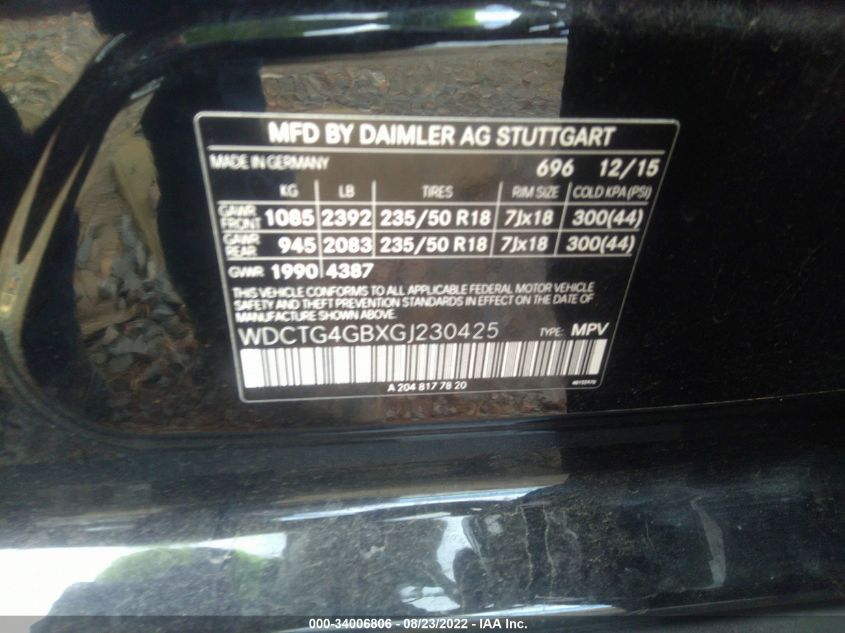 MFD BY DAIMLER AG STUTTGART
MADE IN GERMANY 696 12/15
KG LB TIRES RIM SIZE COLD KPA (PSI)
GAWR FRONT 1085 2392 235/50 R18 7Jx18 300(44)
GAWR REAR 945 2083 235/50 R18 7Jx18 300(44)
GVWR 1990 4387
THIS VEHICLE CONFORMS TO ALL APPLICABLE FEDERAL MOTOR VEHICLE
SAFETY AND THEFT PREVENTION STANDARDS IN EFFECT ON THE DATE OF
MANUFACTURE SHOWN ABOVE.
WDCTG4GBXGJ230425 TYPE: MPV
A 204 817 78 20
000-34006806 - 08/23/2022 - IAA Inc.